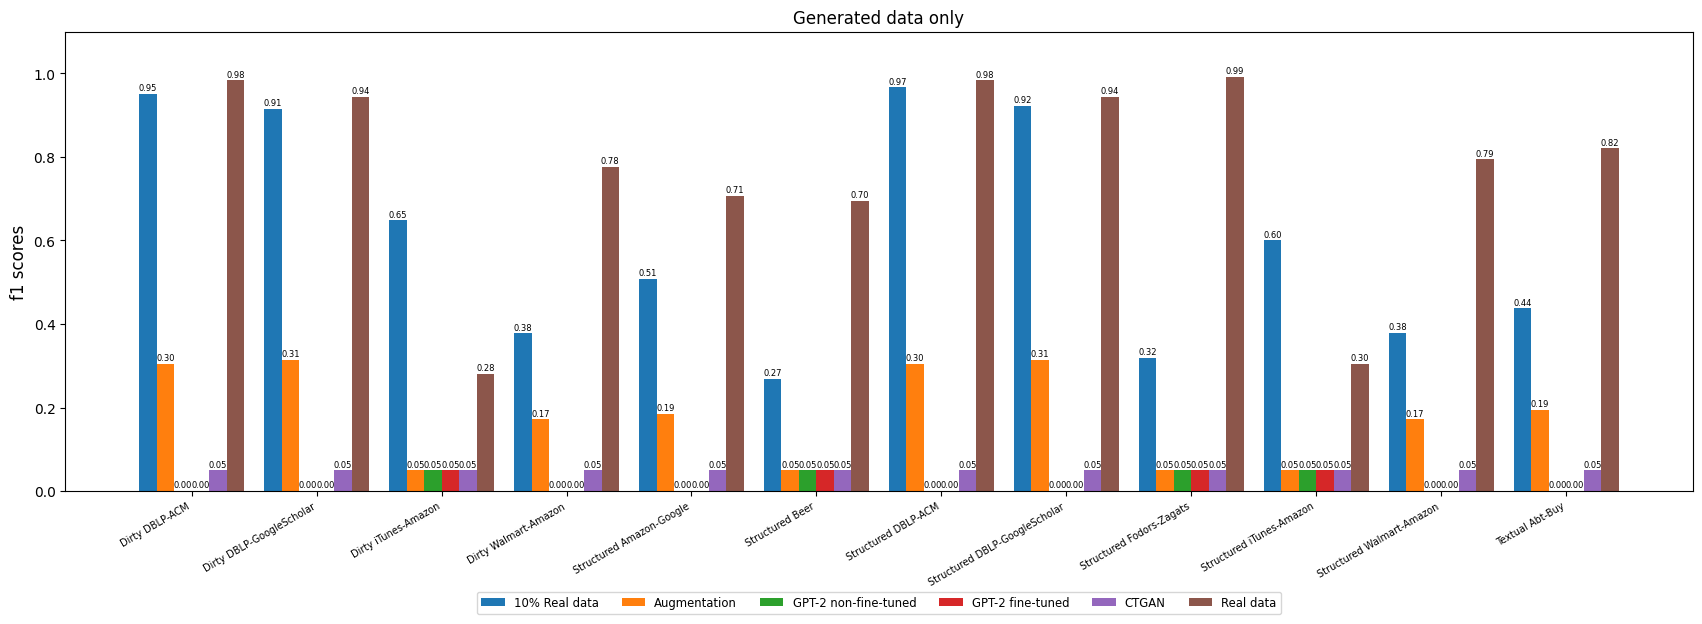 Generated data only
f1 scores
1.0
0.8
0.6
0.4
0.2
0.0
0.95 0.30 0.00 0.00 0.05 0.98
0.91 0.31 0.00 0.00 0.05 0.94
0.65 0.05 0.05 0.05 0.05 0.28
0.38 0.17 0.00 0.00 0.05 0.78
0.51 0.19 0.00 0.00 0.05 0.71
0.27 0.05 0.05 0.05 0.05 0.70
0.97 0.30 0.00 0.00 0.05 0.98
0.92 0.31 0.00 0.00 0.05 0.94
0.32 0.05 0.05 0.05 0.05 0.99
0.60 0.05 0.05 0.05 0.05 0.30
0.38 0.17 0.00 0.00 0.05 0.79
0.44 0.19 0.00 0.00 0.05 0.82
Dirty DBLP-ACM
Dirty DBLP-GoogleScholar
Dirty iTunes-Amazon
Dirty Walmart-Amazon
Structured Amazon-Google
Structured Beer
Structured DBLP-ACM
Structured DBLP-GoogleScholar
Structured Fodors-Zagats
Structured iTunes-Amazon
Structured Walmart-Amazon
Textual Abt-Buy
10% Real data Augmentation GPT-2 non-fine-tuned GPT-2 fine-tuned CTGAN Real data